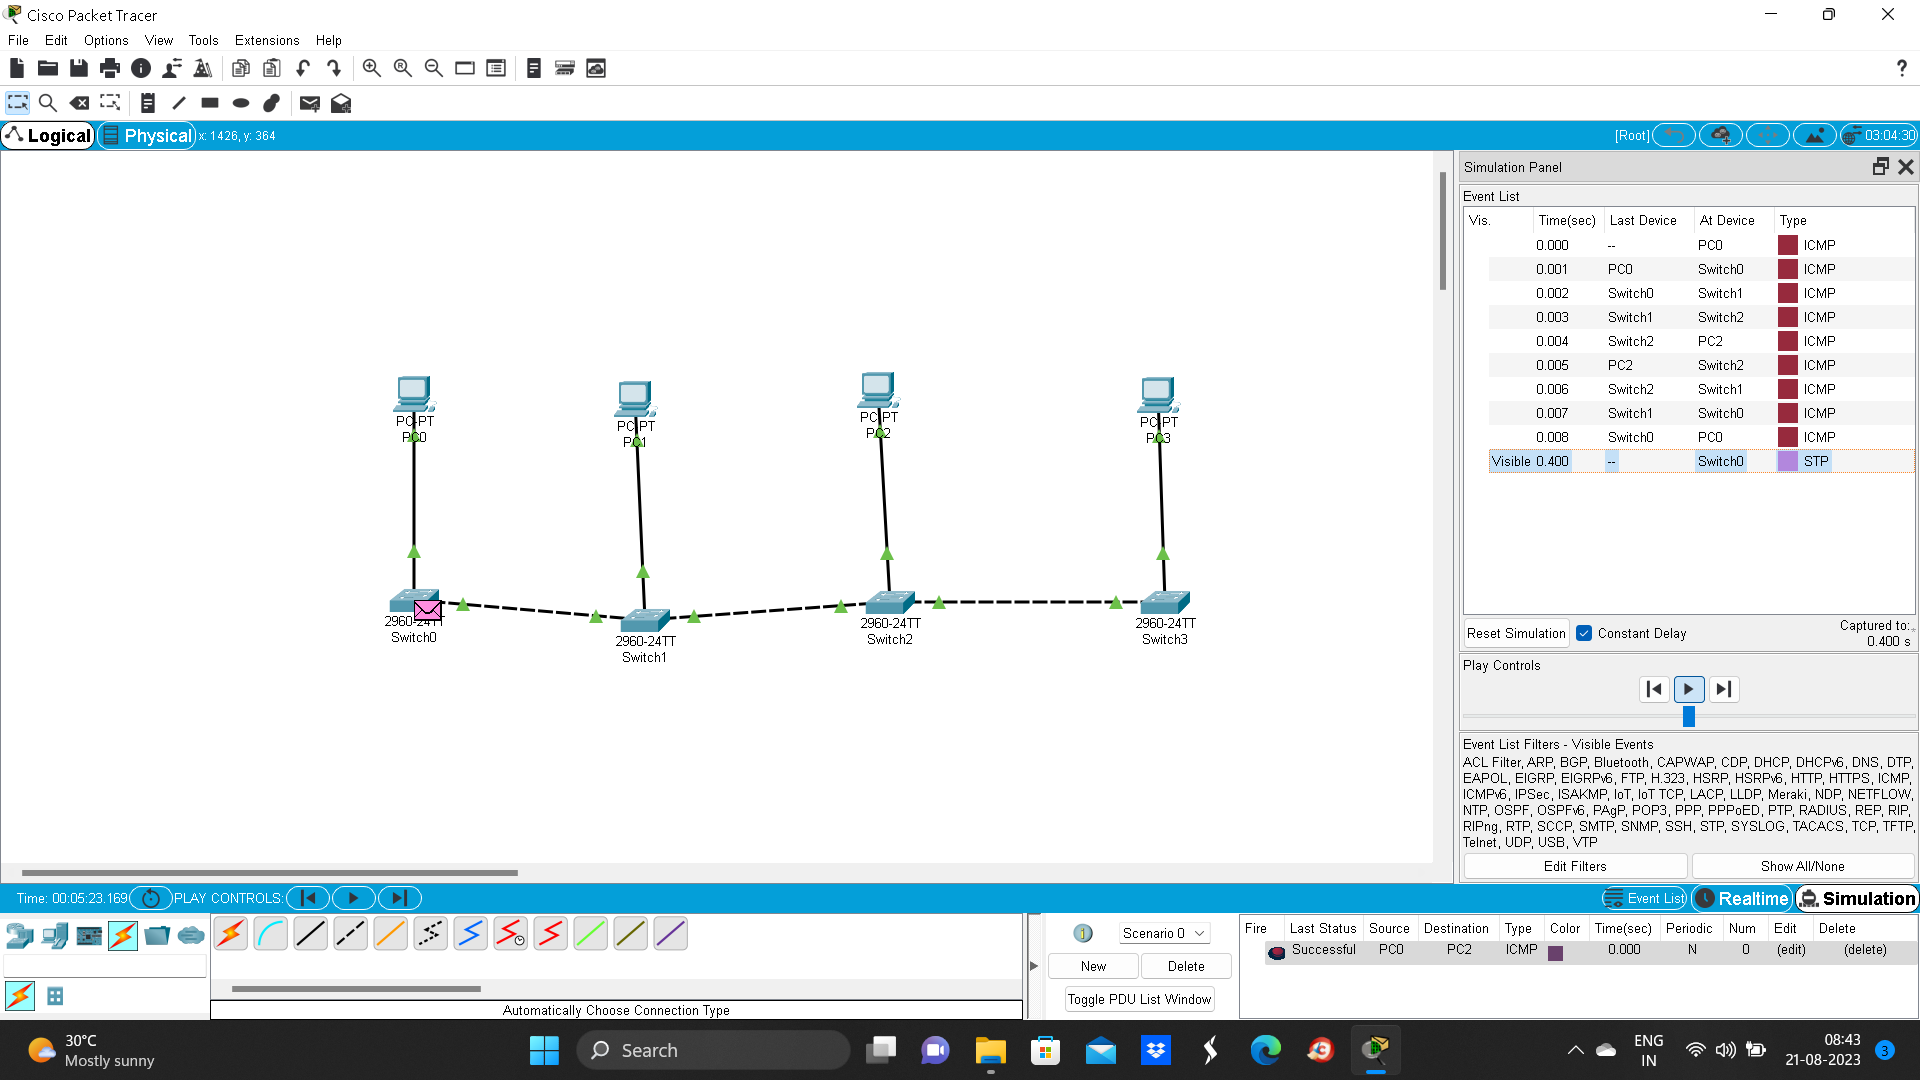 Cisco Packet Tracer
File Edit Options View Tools Extensions Help
?
Logical Physical x: 1426, y: 364 [Root] 03:04:30
Simulation Panel
Event List
Vis. Time(sec) Last Device At Device Type
0.000 -- PC0 ICMP
0.001 PC0 Switch0 ICMP
0.002 Switch0 Switch1 ICMP
0.003 Switch1 Switch2 ICMP
0.004 Switch2 PC2 ICMP
0.005 PC2 Switch2 ICMP
0.006 Switch2 Switch1 ICMP
0.007 Switch1 Switch0 ICMP
0.008 Switch0 PC0 ICMP
Visible 0.400 -- Switch0 STP
PC-PT PC-PT PC-PT PC-PT
PC0 PC1 PC2 PC3
2960-24TT 2960-24TT 2960-24TT 2960-24TT
Switch0 Switch1 Switch2 Switch3
Reset Simulation Constant Delay Captured to:
0.400 s
Play Controls
Event List Filters - Visible Events
ACL Filter, ARP, BGP, Bluetooth, CAPWAP, CDP, DHCP, DHCPv6, DNS, DTP,
EAPOL, EIGRP, EIGRPv6, FTP, H.323, HSRP, HSRPv6, HTTP, HTTPS, ICMP,
ICMPv6, IPSec, ISAKMP, IoT, IoT TCP, LACP, LLDP, Meraki, NDP, NETFLOW,
NTP, OSPF, OSPFv6, PAgP, POP3, PPP, PPPoED, PTP, RADIUS, REP, RIP,
RIPng, RTP, SCCP, SMTP, SNMP, SSH, STP, SYSLOG, TACACS, TCP, TFTP,
Telnet, UDP, USB, VTP
Edit Filters Show All/None
Time: 00:05:23.169 PLAY CONTROLS: Event List Realtime Simulation
Scenario 0
New Delete
Toggle PDU List Window
Fire Last Status Source Destination Type Color Time(sec) Periodic Num Edit Delete
Successful PC0 PC2 ICMP 0.000 N 0 (edit) (delete)
Automatically Choose Connection Type
30°C
Mostly sunny
Search
ENG
IN
08:43
21-08-2023
3